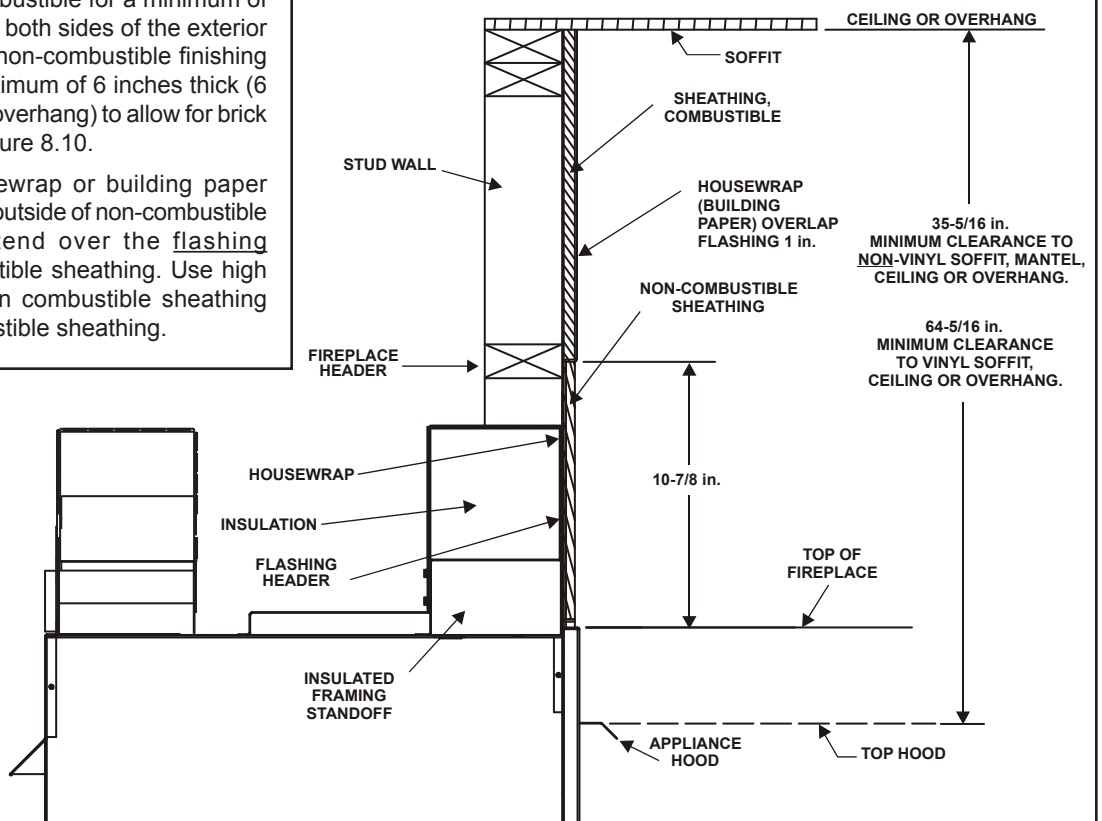 bustible for a minimum of
both sides of the exterior
non-combustible finishing
imum of 6 inches thick (6
overhang) to allow for brick
ure 8.10.
ewrap or building paper
outside of non-combustible
tend over the flashing
tible sheathing. Use high
n combustible sheathing
stible sheathing.
CEILING OR OVERHANG
SOFFIT
SHEATHING,
COMBUSTIBLE
STUD WALL
HOUSEWRAP
(BUILDING
PAPER) OVERLAP
FLASHING 1 in.
35-5/16 in.
MINIMUM CLEARANCE TO
NON-VINYL SOFFIT, MANTEL,
CEILING OR OVERHANG.
NON-COMBUSTIBLE
SHEATHING
64-5/16 in.
MINIMUM CLEARANCE
TO VINYL SOFFIT,
CEILING OR OVERHANG.
FIREPLACE
HEADER
HOUSEWRAP
10-7/8 in.
INSULATION
FLASHING
HEADER
TOP OF
FIREPLACE
INSULATED
FRAMING
STANDOFF
APPLIANCE
HOOD
TOP HOOD